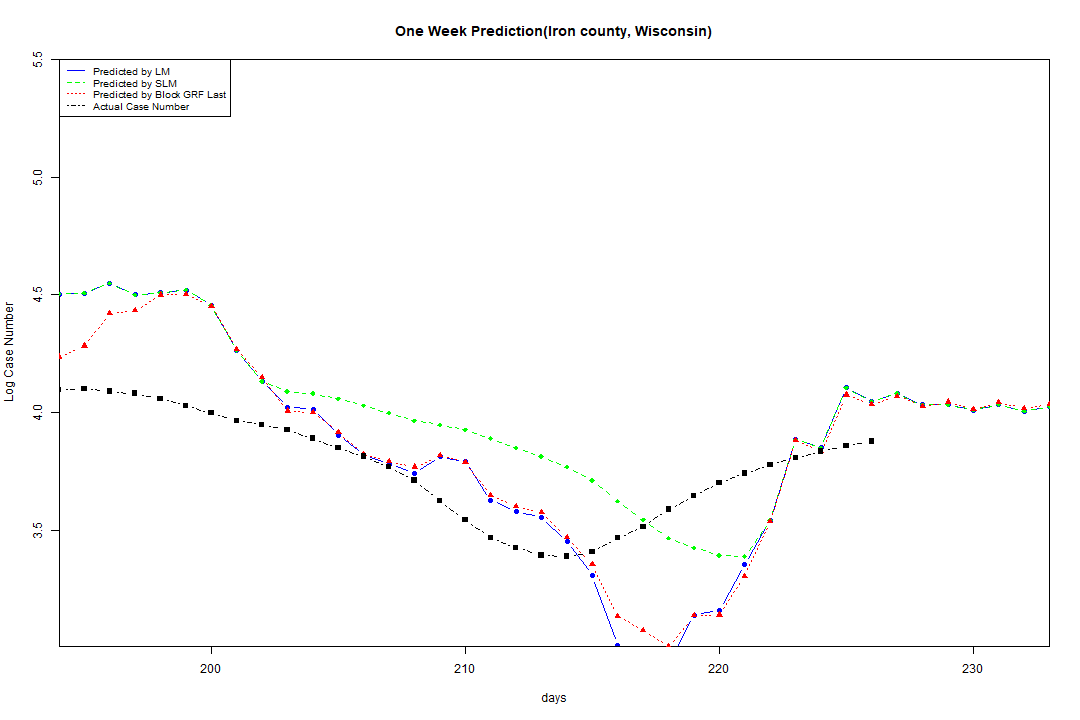 One Week Prediction(Iron county, Wisconsin)
Predicted by LM
Predicted by SLM
Predicted by Block GRF Last
Actual Case Number
5.5
5.0
4.5
4.0
3.5
Log Case Number
200 210 220 230
days